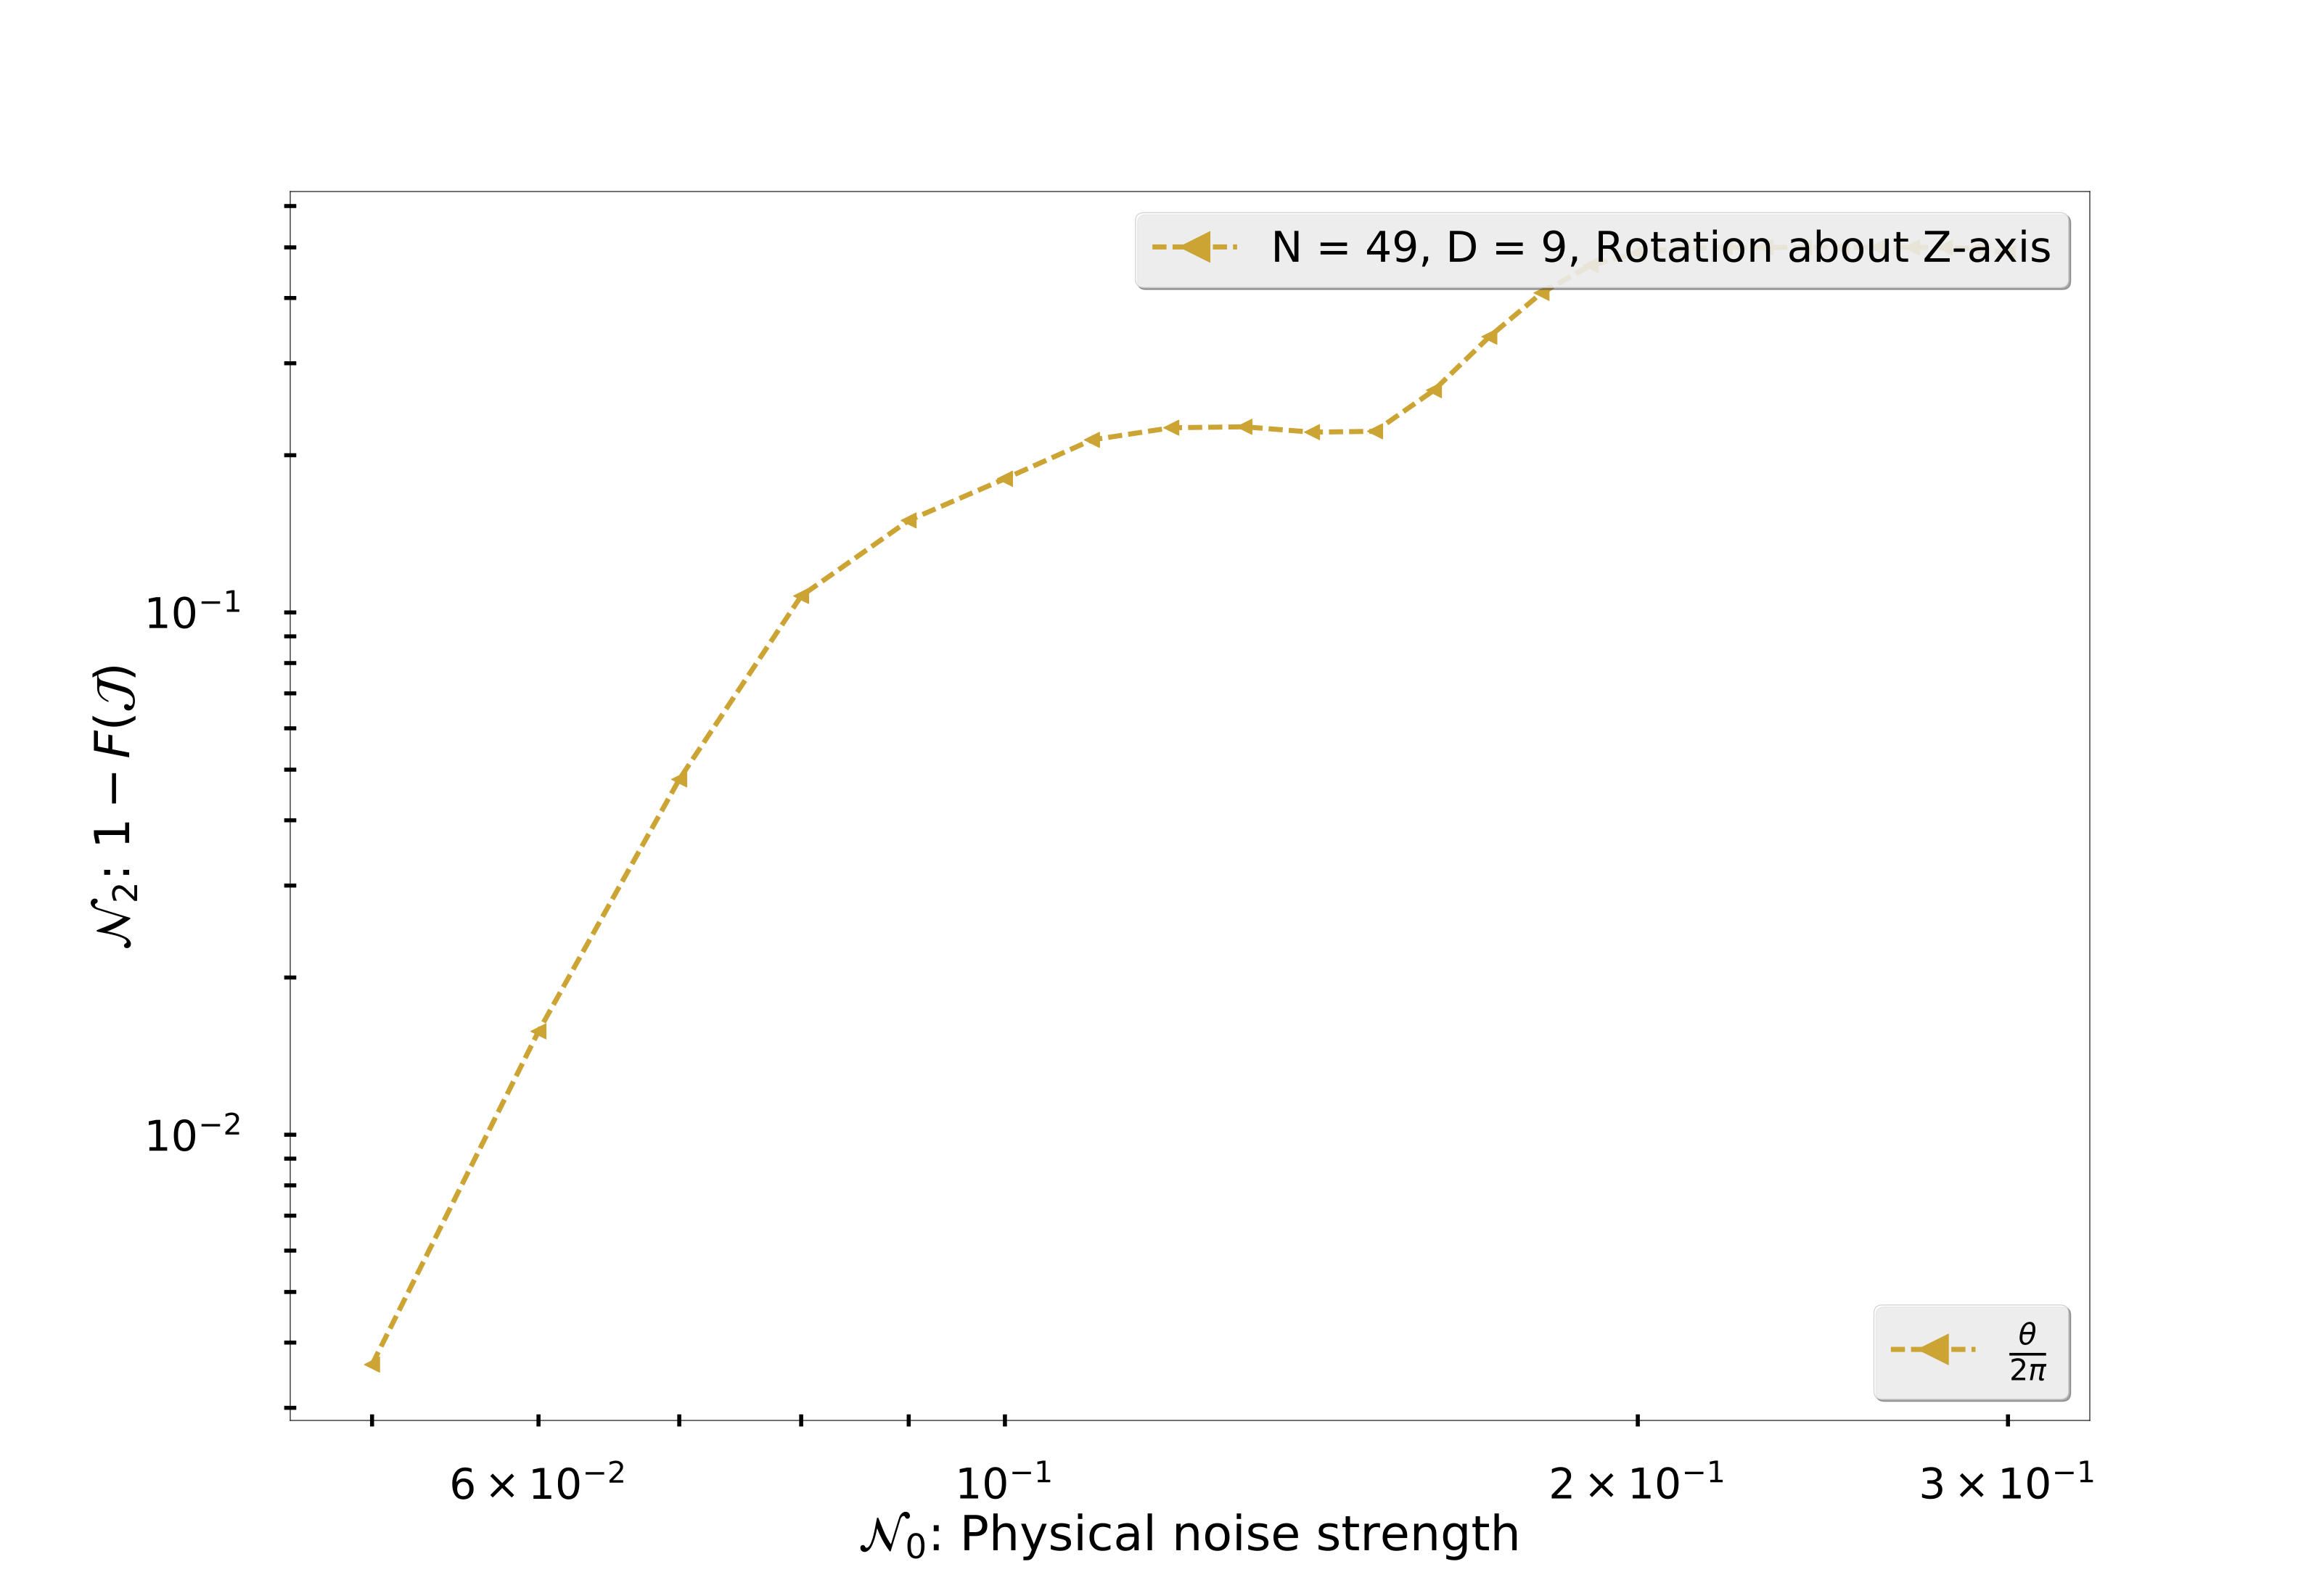 N = 49, D = 9, Rotation about Z-axis
10⁻¹
𝒩₂: 1 − F(𝒥)
10⁻²
θ/2π
6 × 10⁻²
10⁻¹
2 × 10⁻¹
3 × 10⁻¹
𝒩₀: Physical noise strength